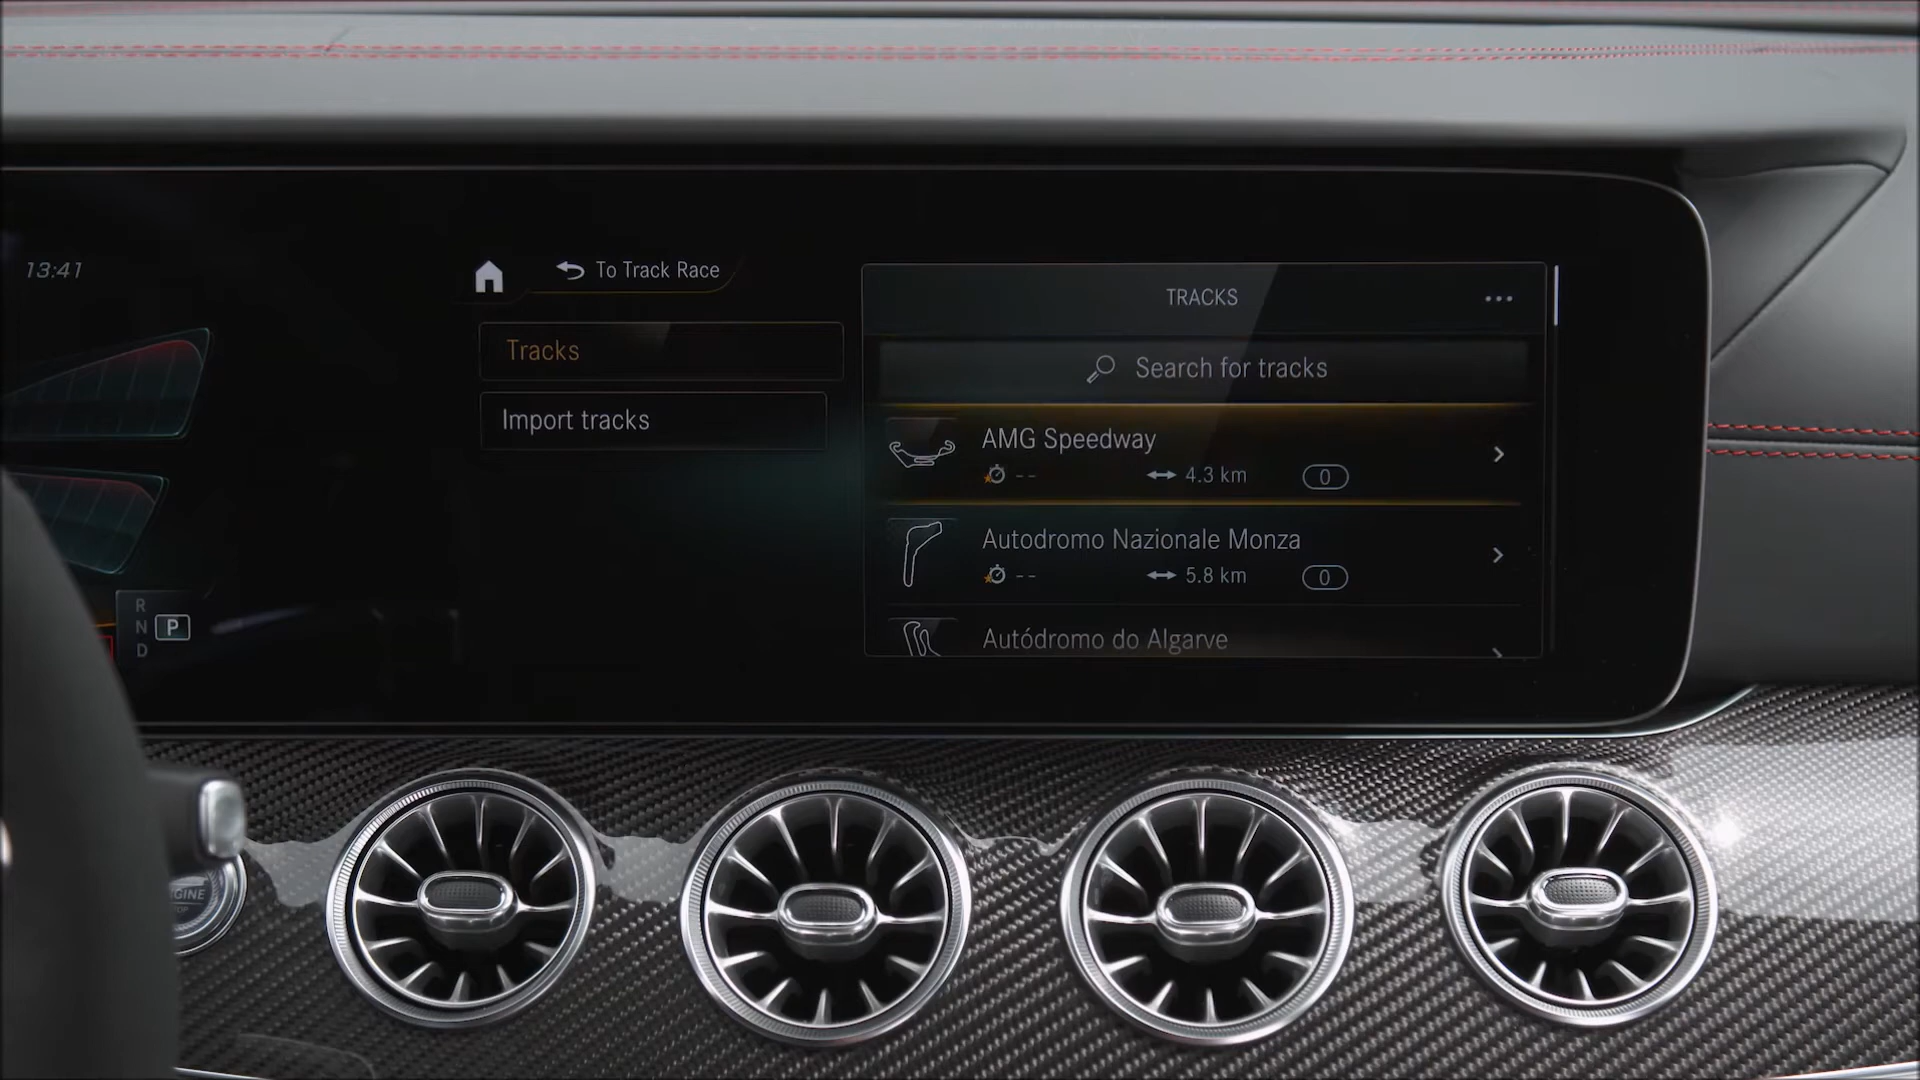 13:41
To Track Race
Tracks
Import tracks
TRACKS
Search for tracks
AMG Speedway
-- 4.3 km 0
Autodromo Nazionale Monza
-- 5.8 km 0
Autódromo do Algarve
R
N P
D